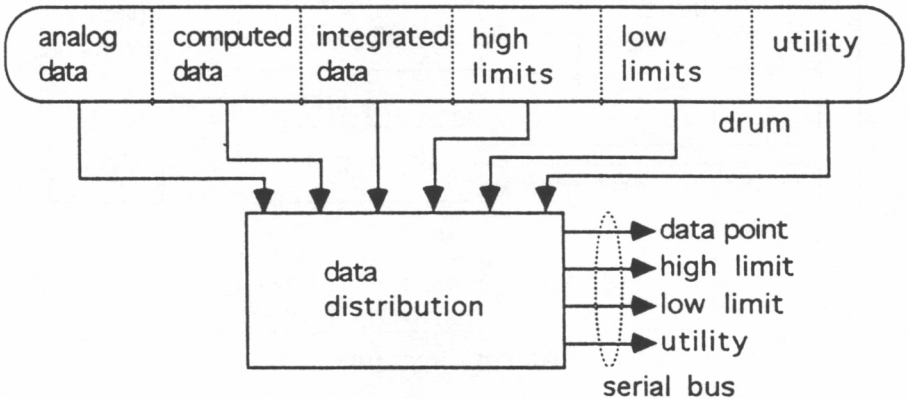 analog
data
computed
data
integrated
data
high
limits
low
limits
utility
drum
data
distribution
data point
high limit
low limit
utility
serial bus